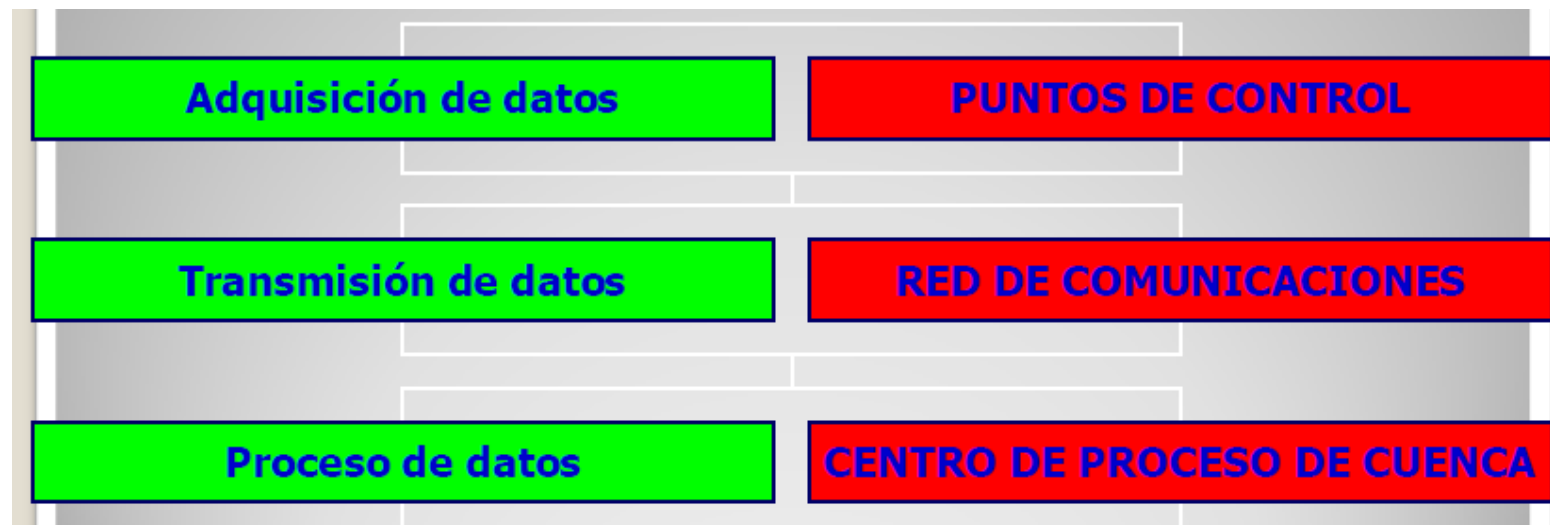 Adquisición de datos
PUNTOS DE CONTROL
Transmisión de datos
RED DE COMUNICACIONES
Proceso de datos
CENTRO DE PROCESO DE CUENCA